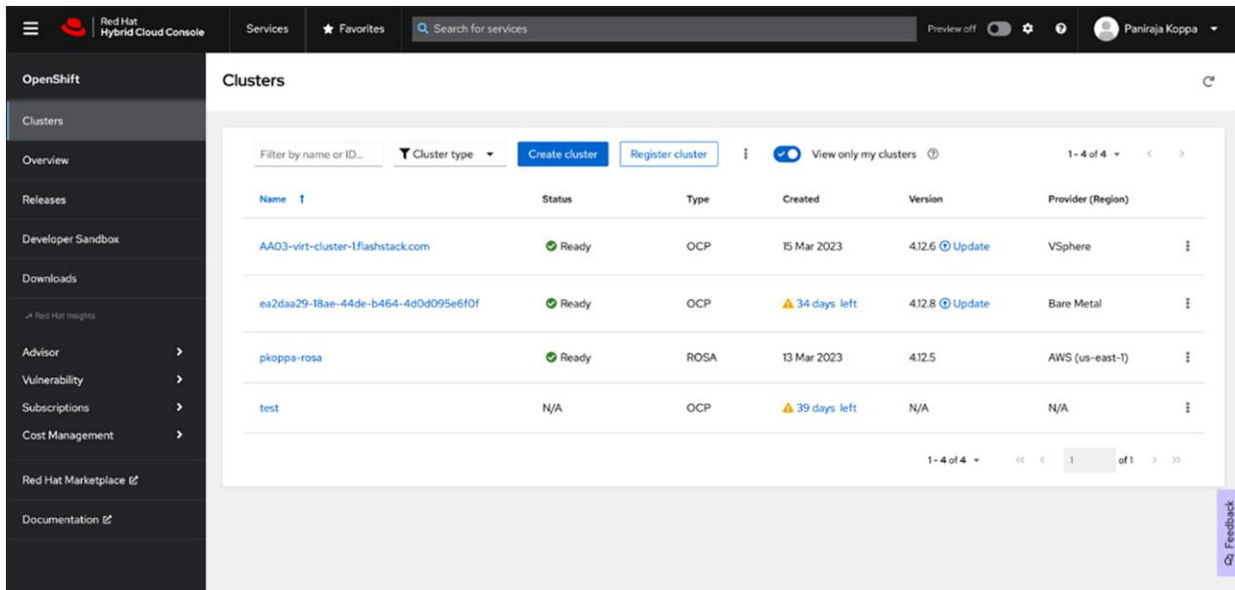 Red Hat
Hybrid Cloud Console
Services
Favorites
Search for services
Preview off
Paniraja Koppa
OpenShift
Clusters
Overview
Releases
Developer Sandbox
Downloads
Red Hat Insights
Advisor
Vulnerability
Subscriptions
Cost Management
Red Hat Marketplace
Documentation
Clusters
Filter by name or ID...
Cluster type
Create cluster
Register cluster
View only my clusters
1 - 4 of 4
Name Status Type Created Version Provider (Region)
AA03-virt-cluster-1.flashstack.com Ready OCP 15 Mar 2023 4.12.6 Update VSphere
ea2daa29-18ae-44de-b464-4d0d095e6f0f Ready OCP 34 days left 4.12.8 Update Bare Metal
pkoppa-rosa Ready ROSA 13 Mar 2023 4.12.5 AWS (us-east-1)
test N/A OCP 39 days left N/A N/A
1 - 4 of 4 1 of 1
Feedback